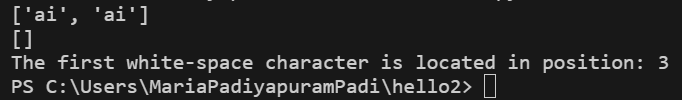 ['ai', 'ai']
[]
The first white-space character is located in position: 3
PS C:\Users\MariaPadiyapuramPadi\hello2>